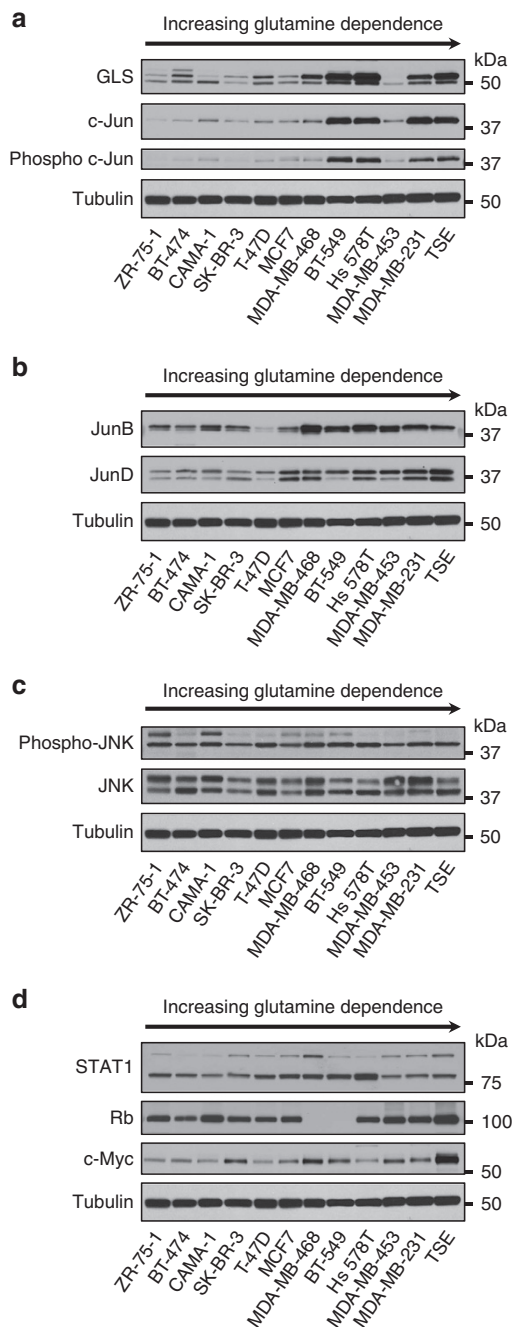 a
Increasing glutamine dependence
kDa
GLS
50
c-Jun
37
Phospho c-Jun
37
Tubulin
50
ZR-75-1
BT-474
CAMA-1
SK-BR-3
T-47D
MCF7
MDA-MB-468
BT-549
Hs 578T
MDA-MB-453
MDA-MB-231
TSE
b
Increasing glutamine dependence
kDa
JunB
37
JunD
37
Tubulin
50
ZR-75-1
BT-474
CAMA-1
SK-BR-3
T-47D
MCF7
MDA-MB-468
BT-549
Hs 578T
MDA-MB-453
MDA-MB-231
TSE
c
Increasing glutamine dependence
kDa
Phospho-JNK
37
JNK
37
Tubulin
50
ZR-75-1
BT-474
CAMA-1
SK-BR-3
T-47D
MCF7
MDA-MB-468
BT-549
Hs 578T
MDA-MB-453
MDA-MB-231
TSE
d
Increasing glutamine dependence
kDa
STAT1
75
Rb
100
c-Myc
50
Tubulin
50
ZR-75-1
BT-474
CAMA-1
SK-BR-3
T-47D
MCF7
MDA-MB-468
BT-549
Hs 578T
MDA-MB-453
MDA-MB-231
TSE